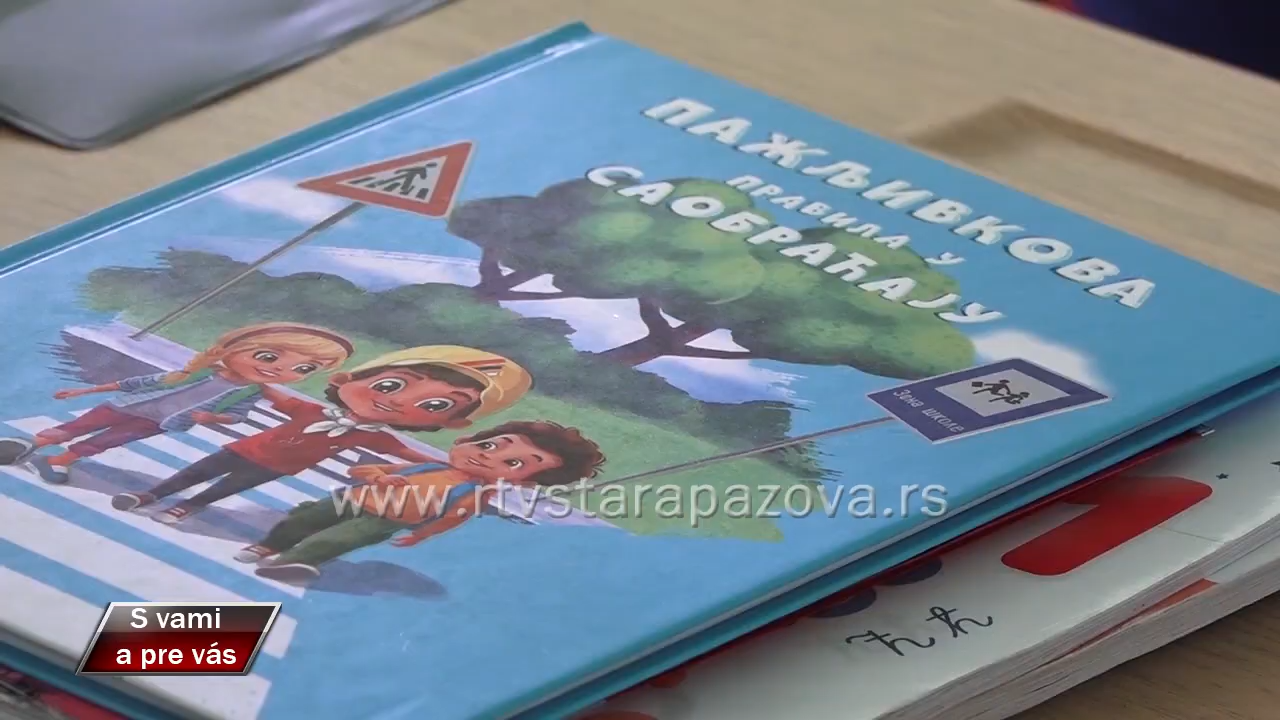 ПАЖЉИВКОВА
ПРАВИЛА У
САОБРАЋАЈУ
Зона школе
www.rtvstarapazova.rs
ћ ђ
S vami
a pre vás